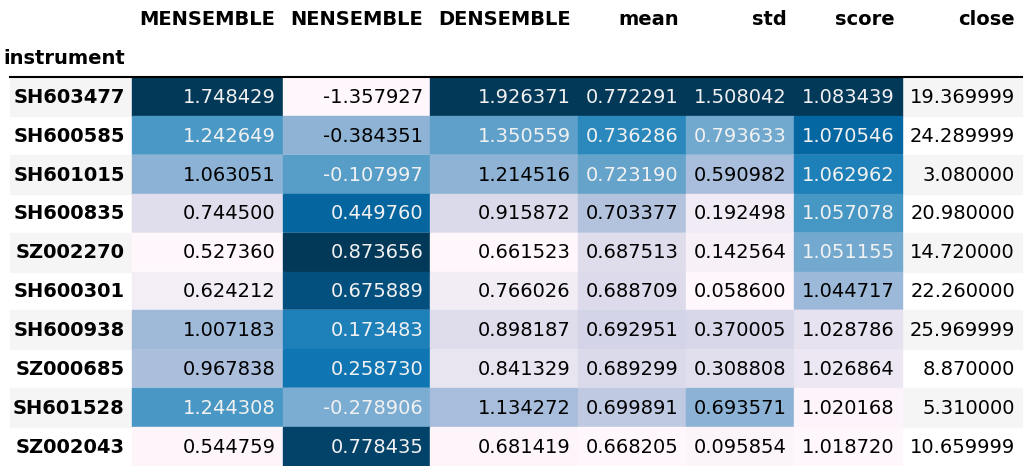 MENSEMBLE NENSEMBLE DENSEMBLE mean std score close
instrument
SH603477 1.748429 -1.357927 1.926371 0.772291 1.508042 1.083439 19.369999
SH600585 1.242649 -0.384351 1.350559 0.736286 0.793633 1.070546 24.289999
SH601015 1.063051 -0.107997 1.214516 0.723190 0.590982 1.062962 3.080000
SH600835 0.744500 0.449760 0.915872 0.703377 0.192498 1.057078 20.980000
SZ002270 0.527360 0.873656 0.661523 0.687513 0.142564 1.051155 14.720000
SH600301 0.624212 0.675889 0.766026 0.688709 0.058600 1.044717 22.260000
SH600938 1.007183 0.173483 0.898187 0.692951 0.370005 1.028786 25.969999
SZ000685 0.967838 0.258730 0.841329 0.689299 0.308808 1.026864 8.870000
SH601528 1.244308 -0.278906 1.134272 0.699891 0.693571 1.020168 5.310000
SZ002043 0.544759 0.778435 0.681419 0.668205 0.095854 1.018720 10.659999